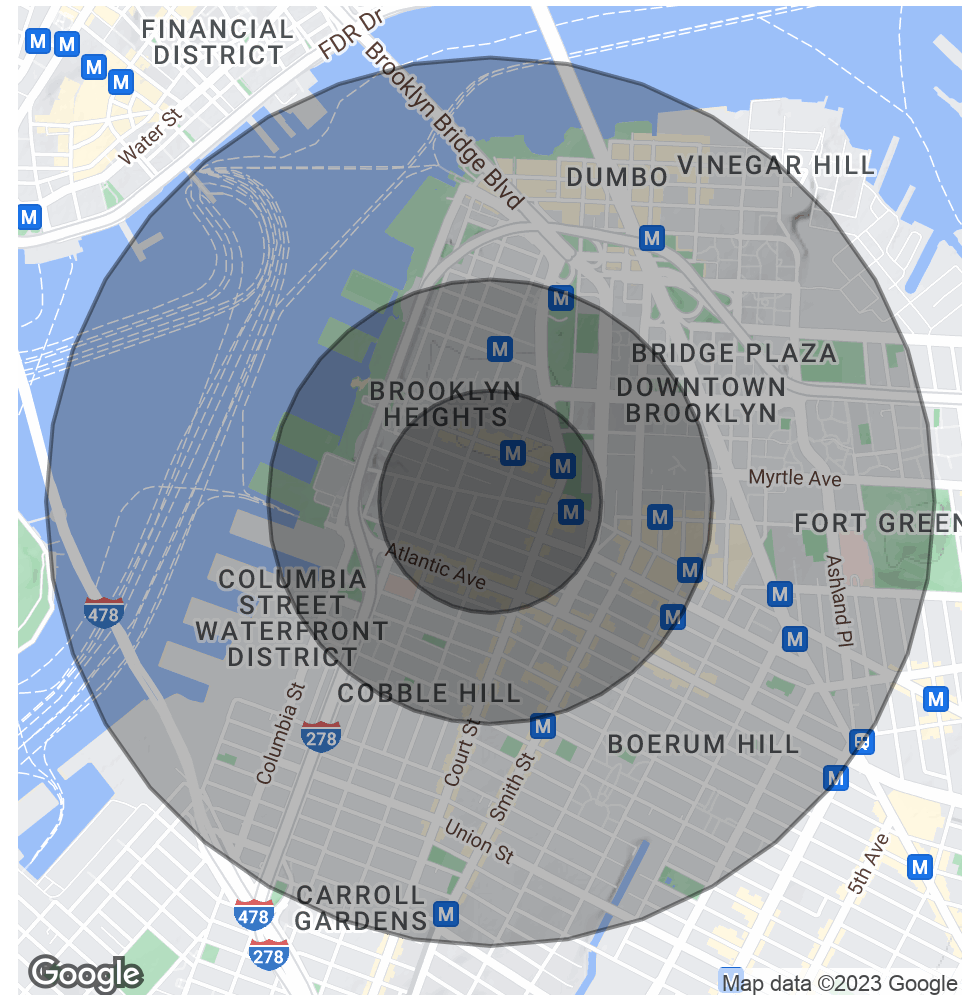 FINANCIAL
DISTRICT
FDR Dr
M
M
M
M
Brooklyn Bridge Blvd
Water St
VINEGAR HILL
DUMBO
M
M
M
M
BRIDGE PLAZA
BROOKLYN
HEIGHTS
DOWNTOWN
BROOKLYN
M
M
Myrtle Ave
M
M
FORT GREEN
Atlantic Ave
M
COLUMBIA
STREET
WATERFRONT
DISTRICT
Ashland Pl
M
478
M
M
COBBLE HILL
M
Columbia St
278
Court St
M
BOERUM HILL
Smith St
M
Union St
5th Ave
M
CARROLL
GARDENS
M
478
278
Google
Map data ©2023 Google